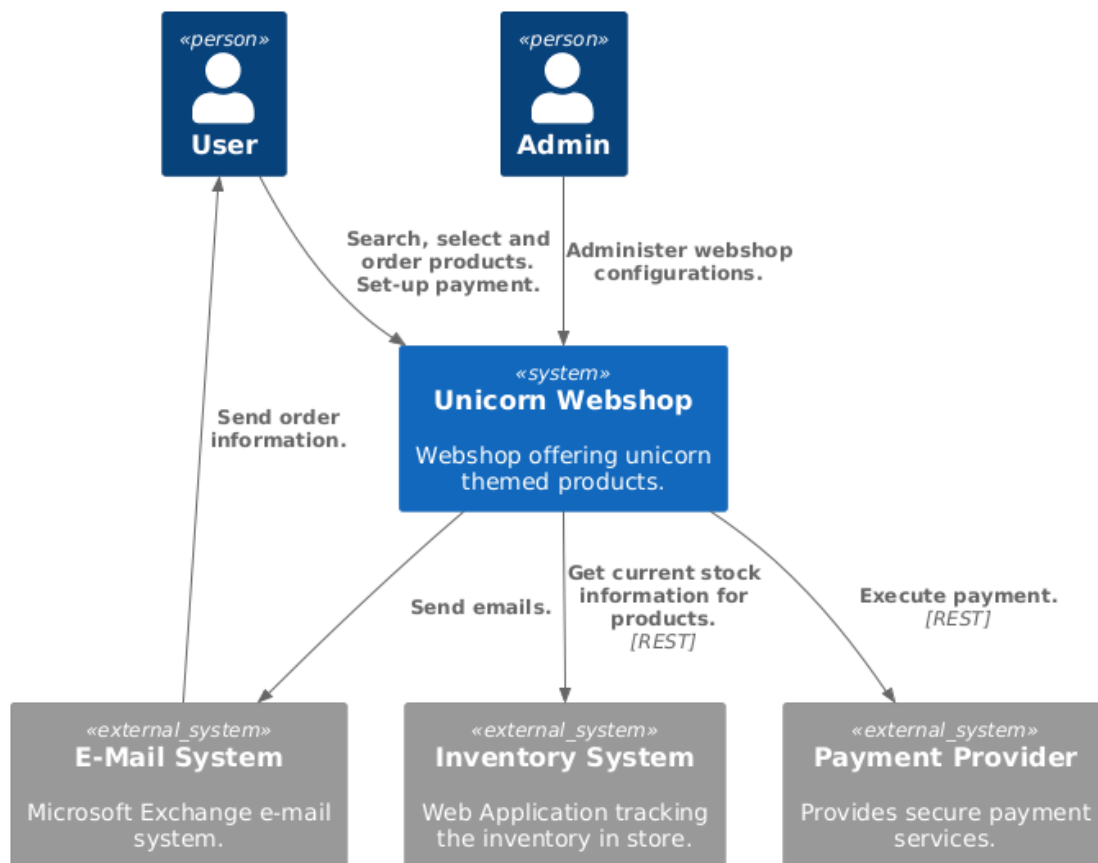 «person»
User
«person»
Admin
Search, select and
order products.
Set-up payment.
Administer webshop
configurations.
«system»
Unicorn Webshop
Webshop offering unicorn
themed products.
Send order
information.
Send emails.
Get current stock
information for
products.
[REST]
Execute payment.
[REST]
«external_system»
E-Mail System
Microsoft Exchange e-mail
system.
«external_system»
Inventory System
Web Application tracking
the inventory in store.
«external_system»
Payment Provider
Provides secure payment
services.